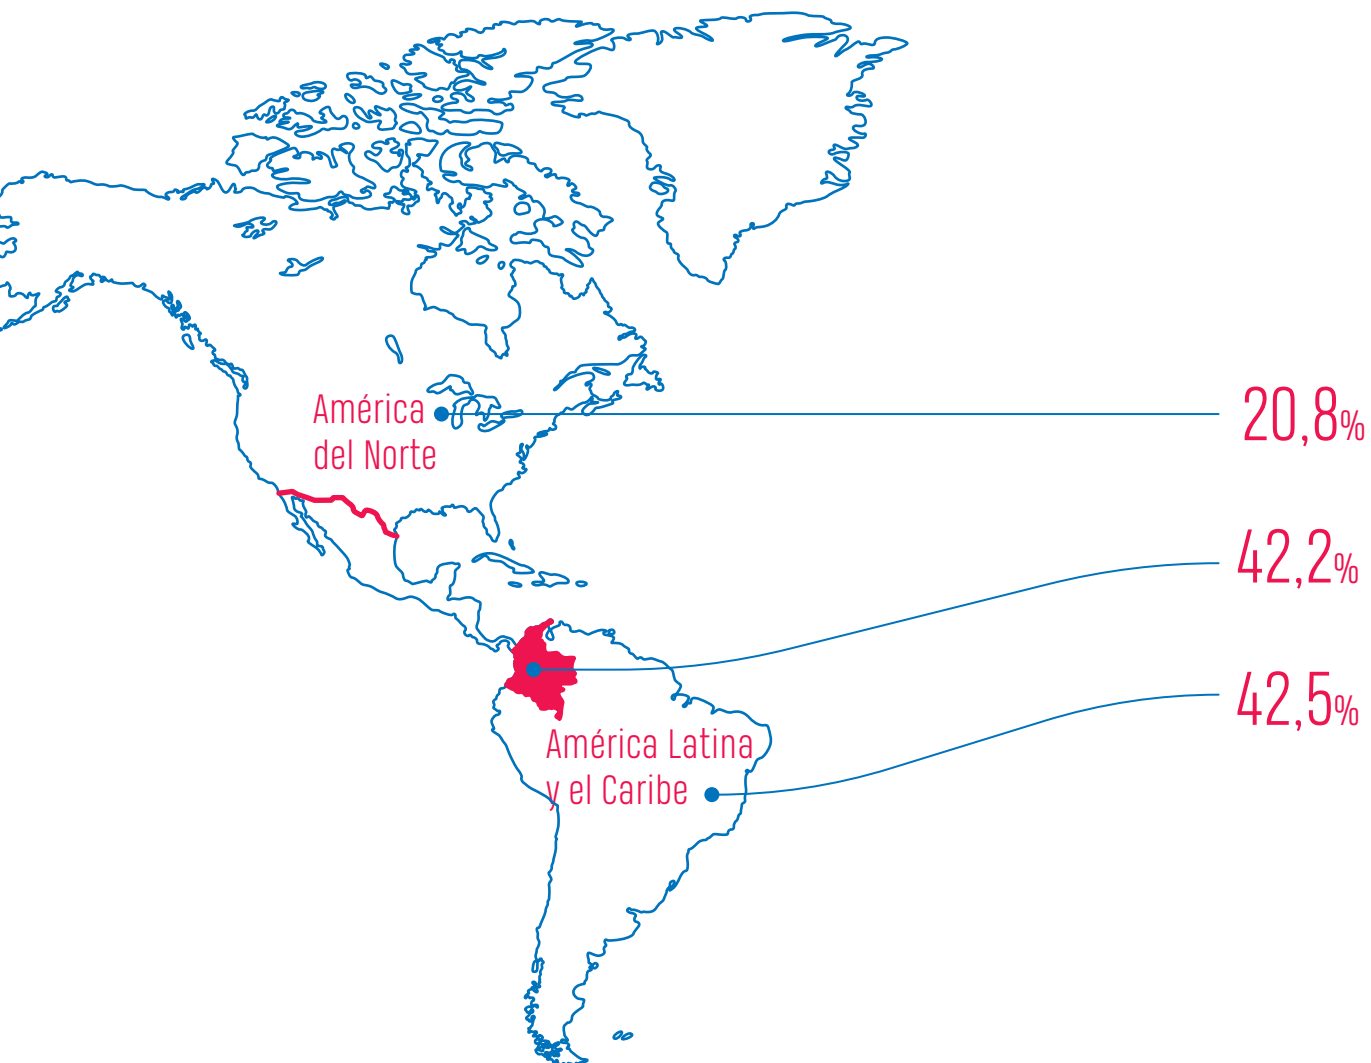 América
del Norte
20,8%
42,2%
42,5%
América Latina
y el Caribe